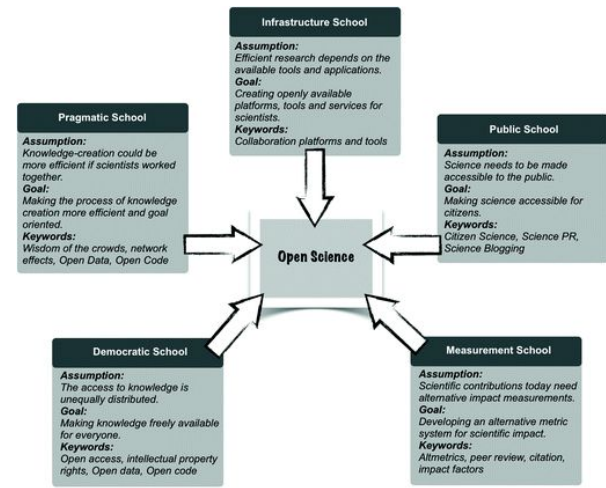 Infrastructure School
Assumption:
Efficient research depends on the
available tools and applications.
Goal:
Creating openly available
platforms, tools and services for
scientists.
Keywords:
Collaboration platforms and tools
Pragmatic School
Assumption:
Knowledge-creation could be
more efficient if scientists worked
together.
Goal:
Making the process of knowledge
creation more efficient and goal
oriented.
Keywords:
Wisdom of the crowds, network
effects, Open Data, Open Code
Public School
Assumption:
Science needs to be made
accessible to the public.
Goal:
Making science accessible for
citizens.
Keywords:
Citizen Science, Science PR,
Science Blogging
Open Science
Democratic School
Assumption:
The access to knowledge is
unequally distributed.
Goal:
Making knowledge freely available
for everyone.
Keywords:
Open access, intellectual property
rights, Open data, Open code
Measurement School
Assumption:
Scientific contributions today need
alternative impact measurements.
Goal:
Developing an alternative metric
system for scientific impact.
Keywords:
Altmetrics, peer review, citation,
impact factors